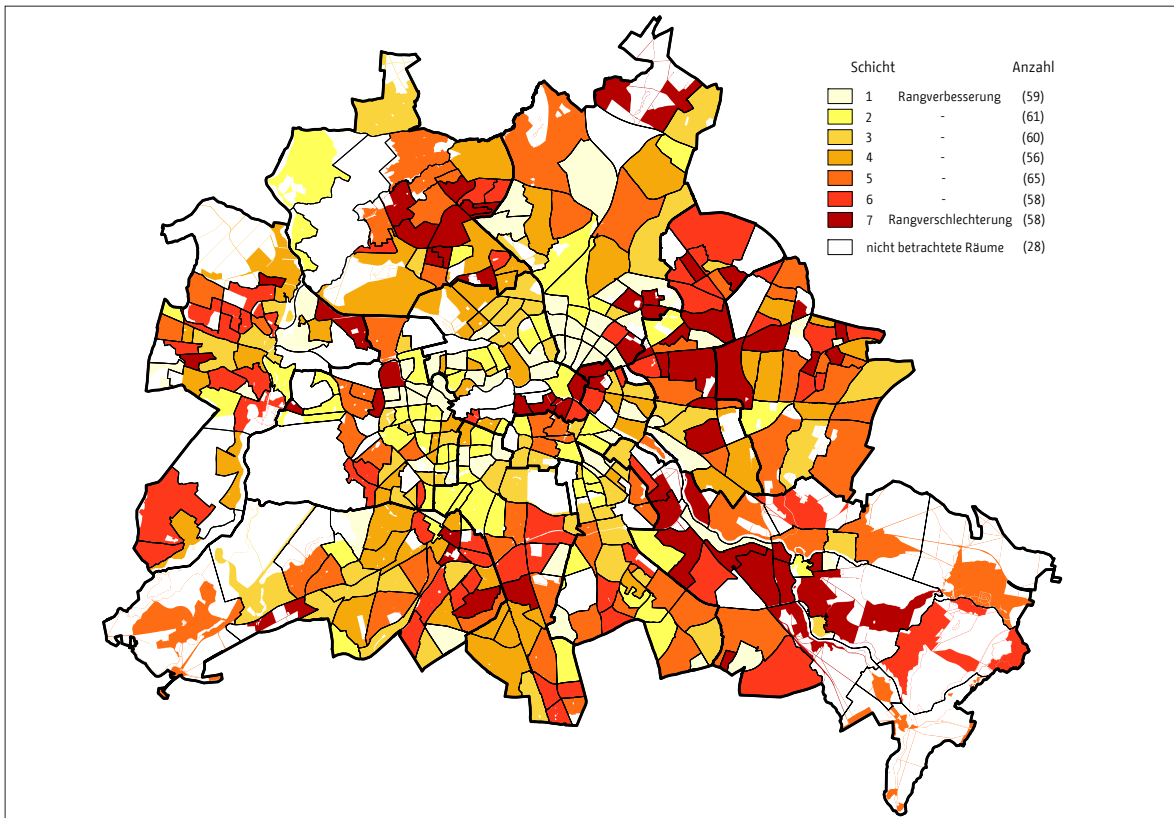 Schicht Anzahl
1 Rangverbesserung (59)
2 - (61)
3 - (60)
4 - (56)
5 - (65)
6 - (58)
7 Rangverschlechterung (58)
nicht betrachtete Räume (28)